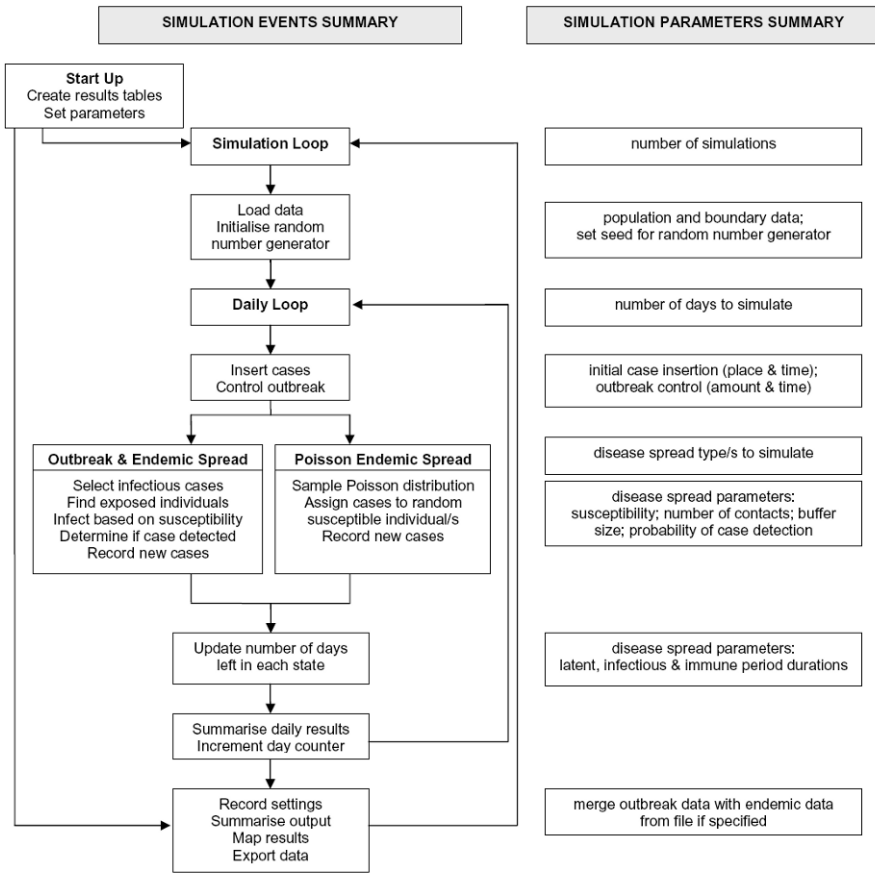 SIMULATION EVENTS SUMMARY
SIMULATION PARAMETERS SUMMARY
Start Up
Create results tables
Set parameters
Simulation Loop
number of simulations
Load data
Initialise random
number generator
population and boundary data;
set seed for random number generator
Daily Loop
number of days to simulate
Insert cases
Control outbreak
initial case insertion (place & time);
outbreak control (amount & time)
Outbreak & Endemic Spread
Select infectious cases
Find exposed individuals
Infect based on susceptibility
Determine if case detected
Record new cases
Poisson Endemic Spread
Sample Poisson distribution
Assign cases to random
susceptible individual/s
Record new cases
disease spread type/s to simulate
disease spread parameters:
susceptibility; number of contacts; buffer
size; probability of case detection
Update number of days
left in each state
disease spread parameters:
latent, infectious & immune period durations
Summarise daily results
Increment day counter
Record settings
Summarise output
Map results
Export data
merge outbreak data with endemic data
from file if specified